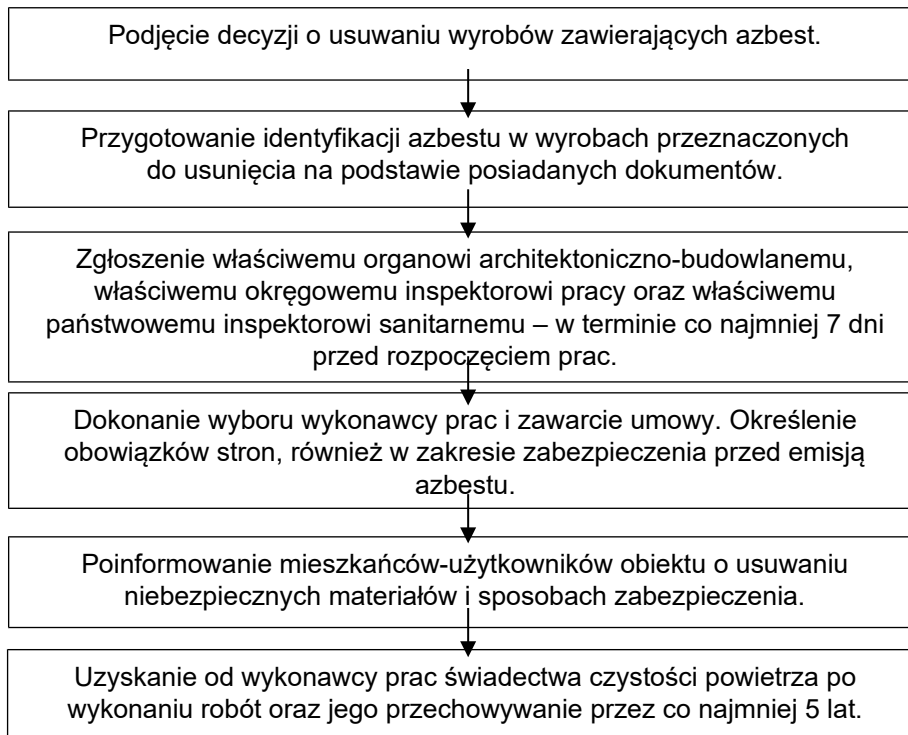 Podjęcie decyzji o usuwaniu wyrobów zawierających azbest.
Przygotowanie identyfikacji azbestu w wyrobach przeznaczonych
do usunięcia na podstawie posiadanych dokumentów.
Zgłoszenie właściwemu organowi architektoniczno-budowlanemu,
właściwemu okręgowemu inspektorowi pracy oraz właściwemu
państwowemu inspektorowi sanitarnemu – w terminie co najmniej 7 dni
przed rozpoczęciem prac.
Dokonanie wyboru wykonawcy prac i zawarcie umowy. Określenie
obowiązków stron, również w zakresie zabezpieczenia przed emisją
azbestu.
Poinformowanie mieszkańców-użytkowników obiektu o usuwaniu
niebezpiecznych materiałów i sposobach zabezpieczenia.
Uzyskanie od wykonawcy prac świadectwa czystości powietrza po
wykonaniu robót oraz jego przechowywanie przez co najmniej 5 lat.